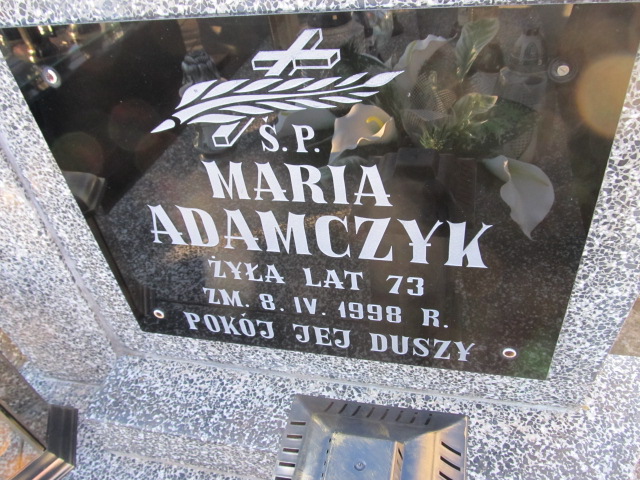 Ś.P.
MARIA
ADAMCZYK
ŻYŁA LAT 73
ZM. 8. IV. 1998 R.
POKÓJ JEJ DUSZY